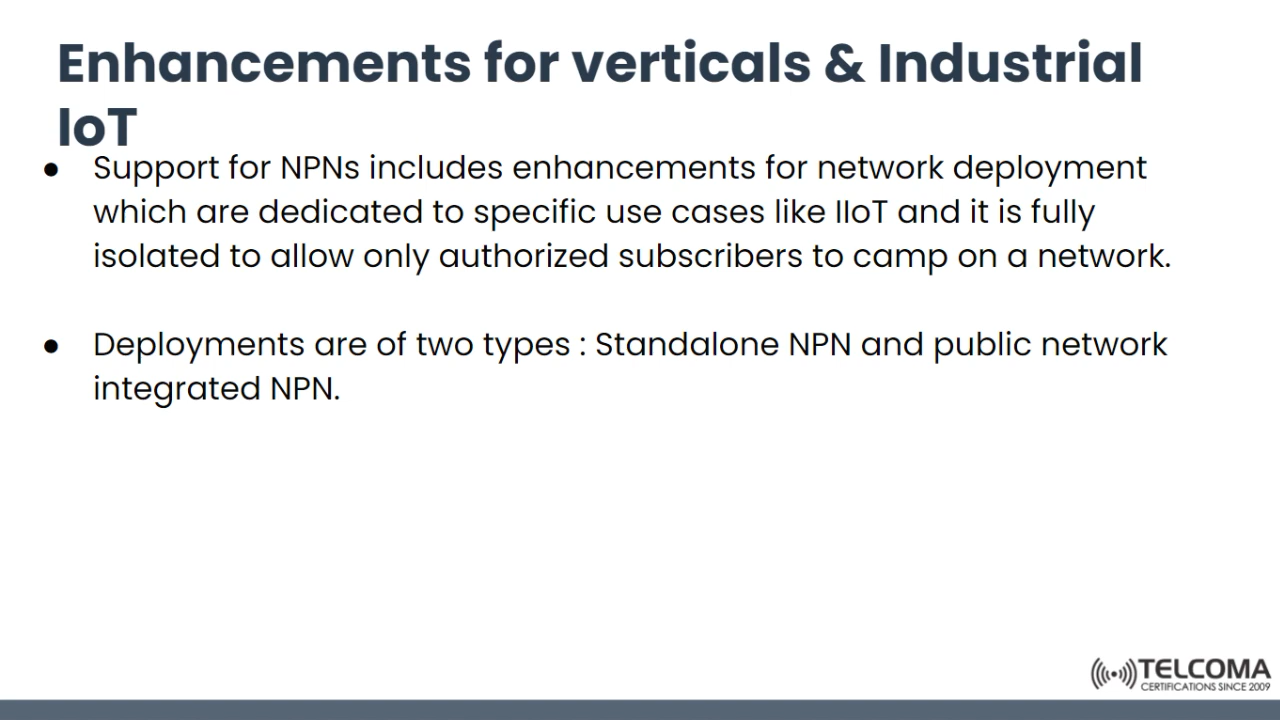 Enhancements for verticals & Industrial
IoT
● Support for NPNs includes enhancements for network deployment
which are dedicated to specific use cases like IIoT and it is fully
isolated to allow only authorized subscribers to camp on a network.
● Deployments are of two types : Standalone NPN and public network
integrated NPN.
TELCOMA
CERTIFICATIONS SINCE 2009